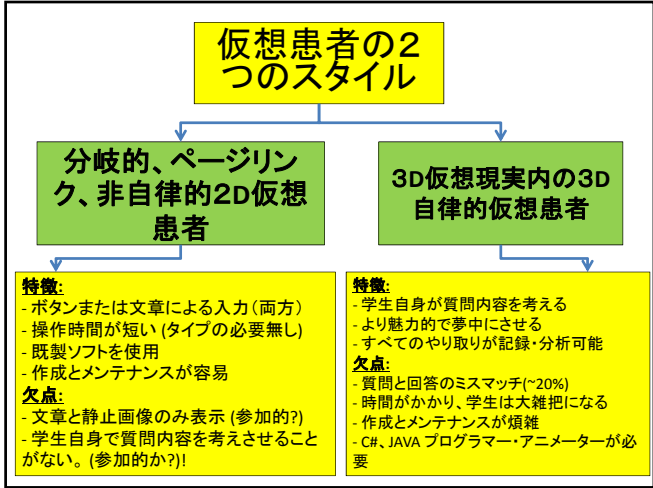 仮想患者の2
つのスタイル
分岐的、ページリン
ク、非自律的2D仮想
患者
3D仮想現実内の3D
自律的仮想患者
特徴:
- ボタンまたは文章による入力(両方)
- 操作時間が短い (タイプの必要無し)
- 既製ソフトを使用
- 作成とメンテナンスが容易
欠点:
- 文章と静止画像のみ表示 (参加的?)
- 学生自身で質問内容を考えさせること
がない。 (参加的か?)!
特徴:
- 学生自身が質問内容を考える
- より魅力的で夢中にさせる
- すべてのやり取りが記録・分析可能
欠点:
- 質問と回答のミスマッチ(~20%)
- 時間がかかり、学生は大雑把になる
- 作成とメンテナンスが煩雑
- C#、JAVA プログラマー・アニメーターが必
要